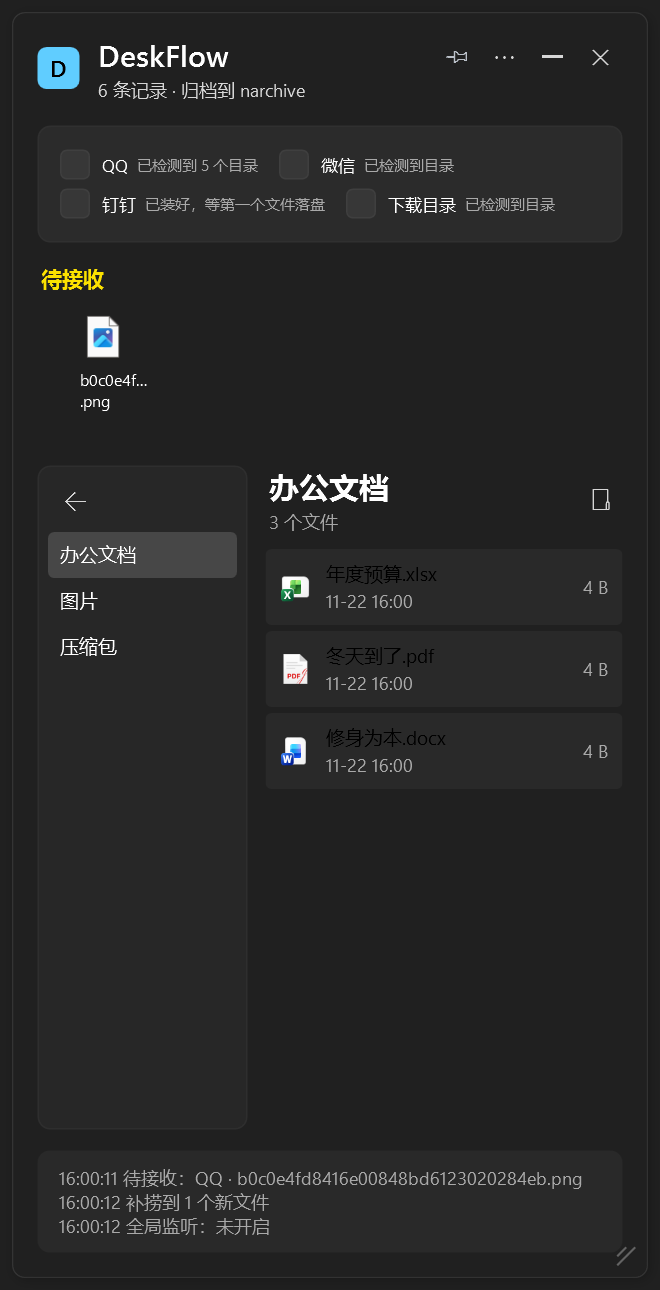 D
DeskFlow
6 条记录 · 归档到 narchive
QQ 已检测到 5 个目录 微信 已检测到目录
钉钉 已装好，等第一个文件落盘 下载目录 已检测到目录
待接收
b0c0e4f...
.png
办公文档
3 个文件
办公文档
图片
压缩包
年度预算.xlsx
11-22 16:00
4 B
冬天到了.pdf
11-22 16:00
4 B
修身为本.docx
11-22 16:00
4 B
16:00:11 待接收：QQ · b0c0e4fd8416e00848bd6123020284eb.png
16:00:12 补捞到 1 个新文件
16:00:12 全局监听：未开启